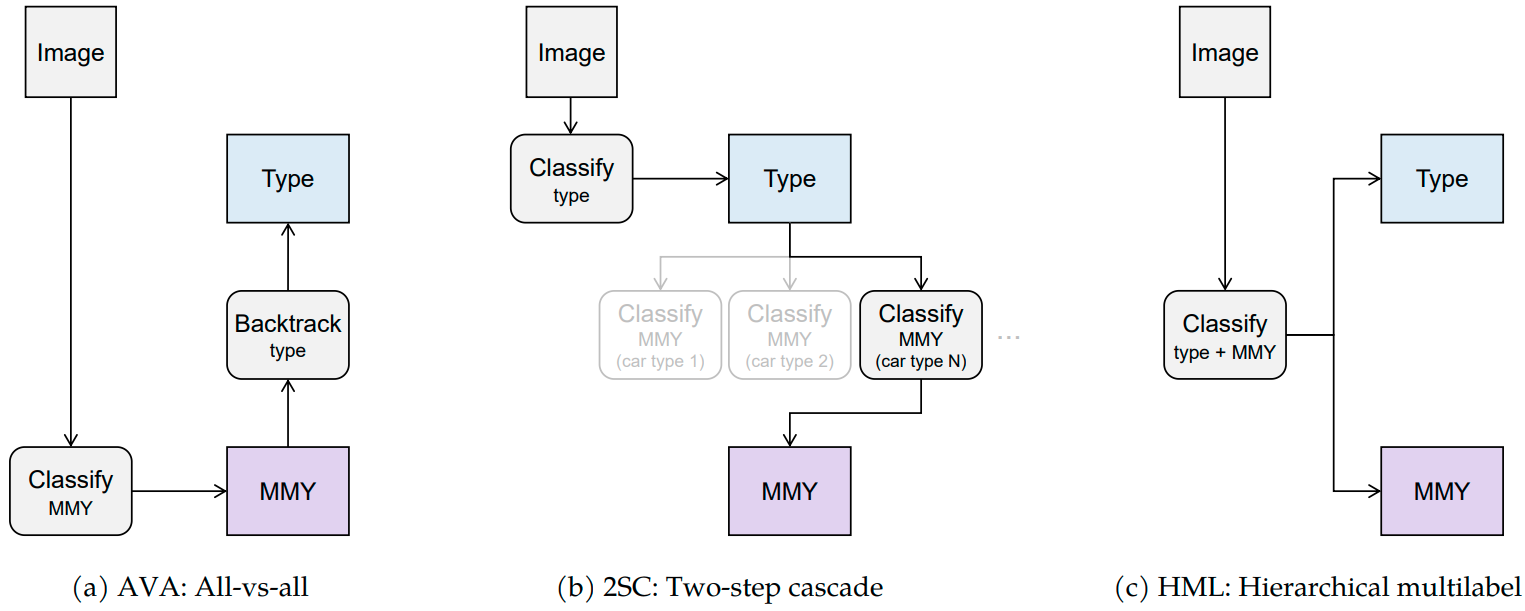 Image
Type
Backtrack
type
Classify
MMY
MMY
(a) AVA: All-vs-all
Image
Classify
type
Type
Classify
MMY
(car type 1)
Classify
MMY
(car type 2)
Classify
MMY
(car type N)
...
MMY
(b) 2SC: Two-step cascade
Image
Type
Classify
type + MMY
MMY
(c) HML: Hierarchical multilabel